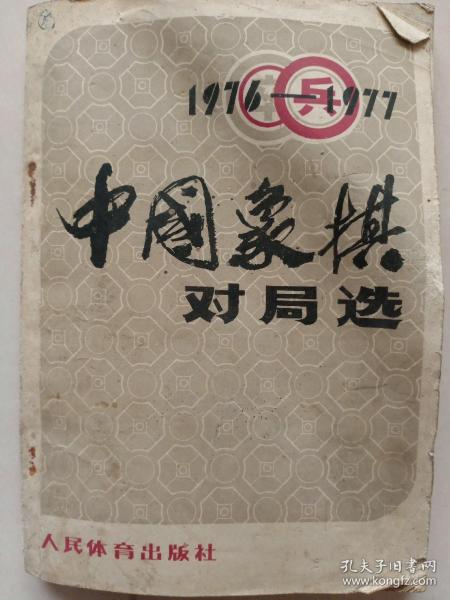 1976—1977
兵
中國象棋
对局选
人民体育出版社
孔夫子旧书网
www.kongfz.com